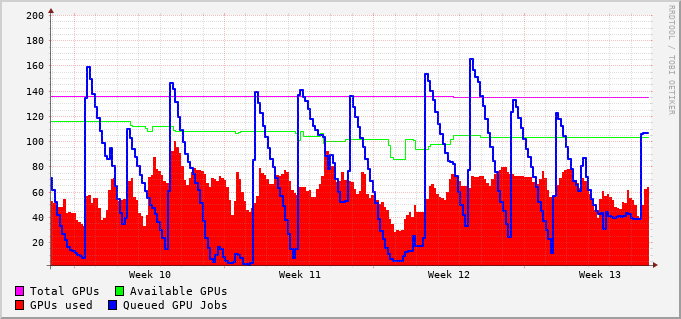 200
180
160
140
120
100
80
60
40
20
Week 10 Week 11 Week 12 Week 13
Total GPUs Available GPUs
GPUs used Queued GPU Jobs
RRDTOOL / TOBI OETIKER